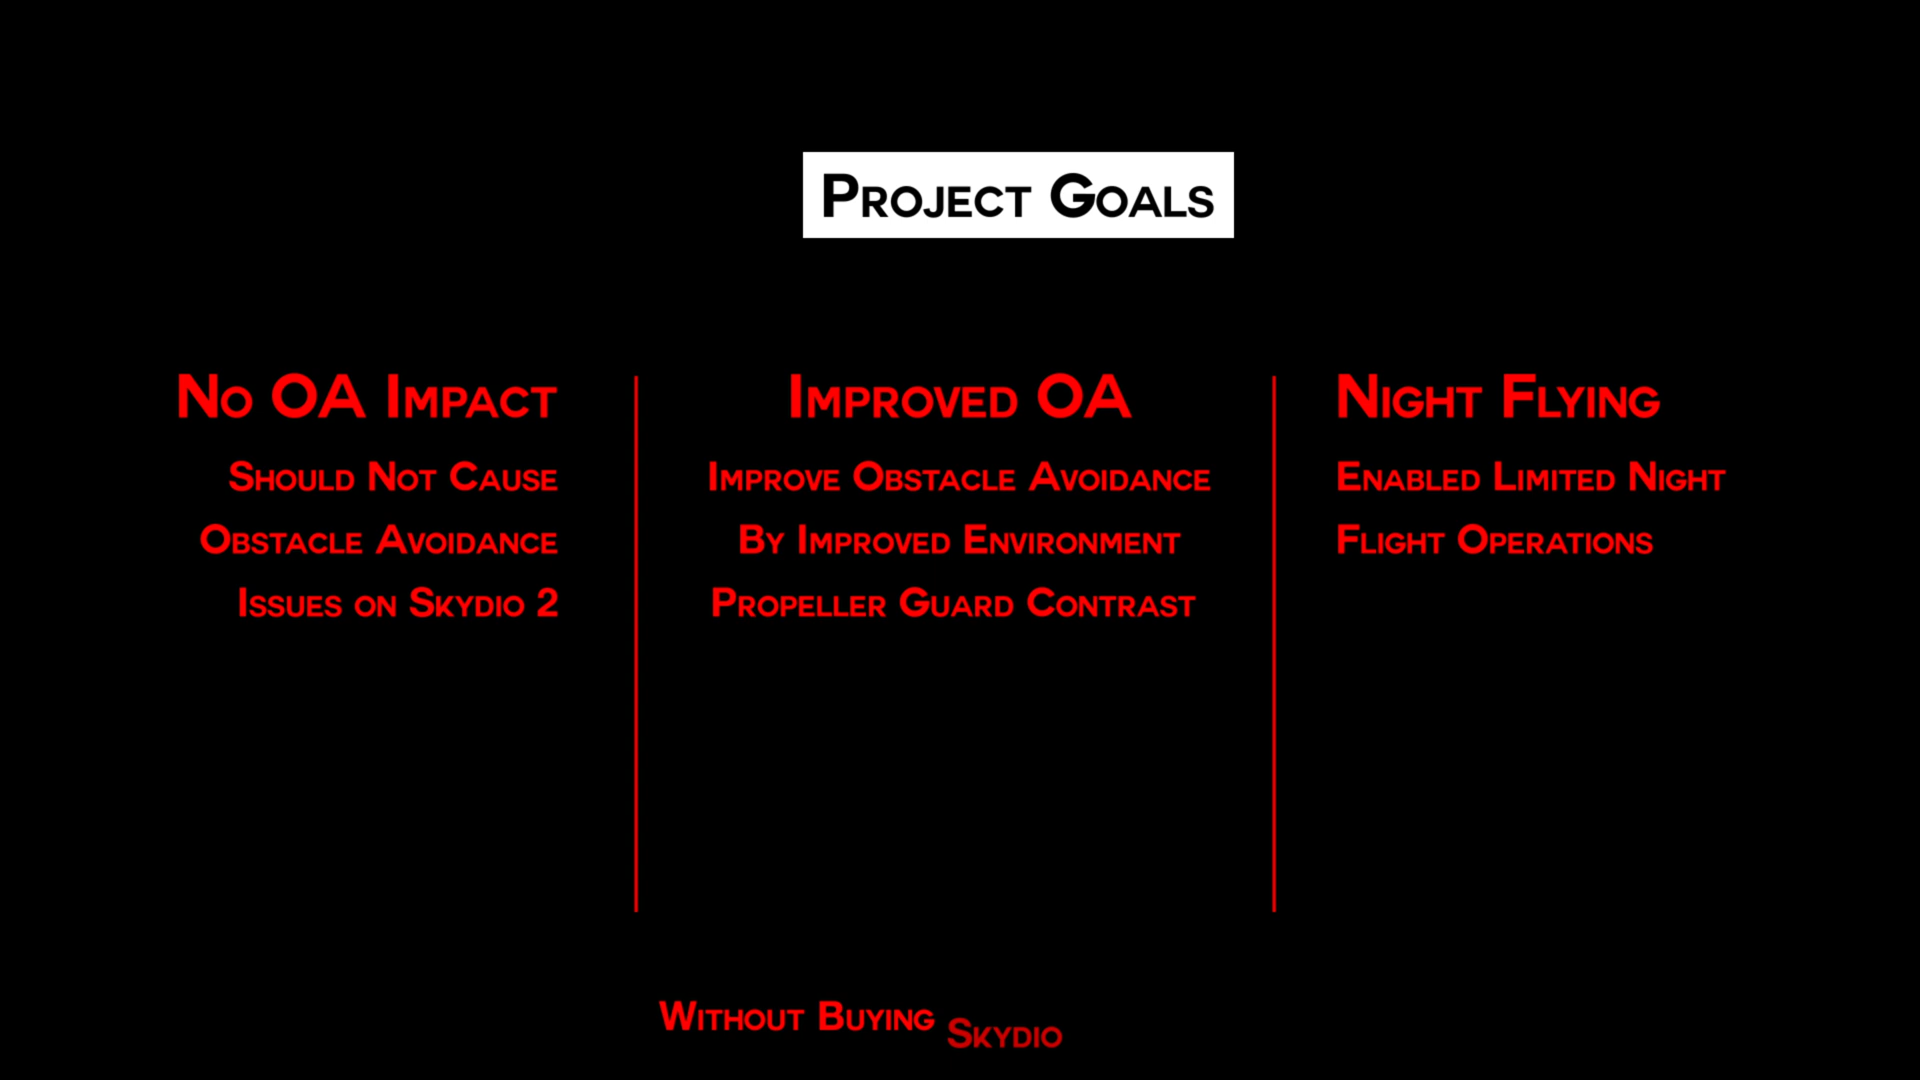 Project Goals
No OA Impact
Should Not Cause
Obstacle Avoidance
Issues on Skydio 2
Improved OA
Improve Obstacle Avoidance
By Improved Environment
Propeller Guard Contrast
Night Flying
Enabled Limited Night
Flight Operations
Without Buying Skydio